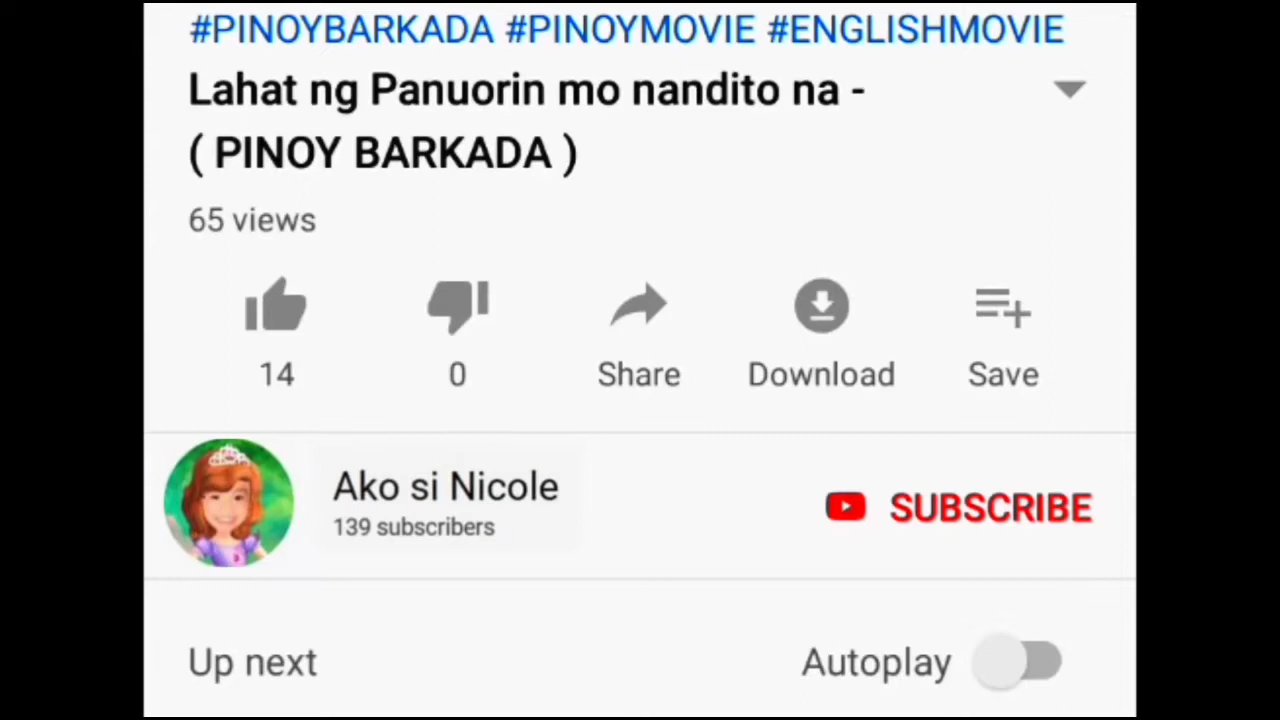 #PINOYBARKADA #PINOYMOVIE #ENGLISHMOVIE
Lahat ng Panuorin mo nandito na -
( PINOY BARKADA )
65 views
14
0
Share
Download
Save
Ako si Nicole
139 subscribers
SUBSCRIBE
Up next
Autoplay